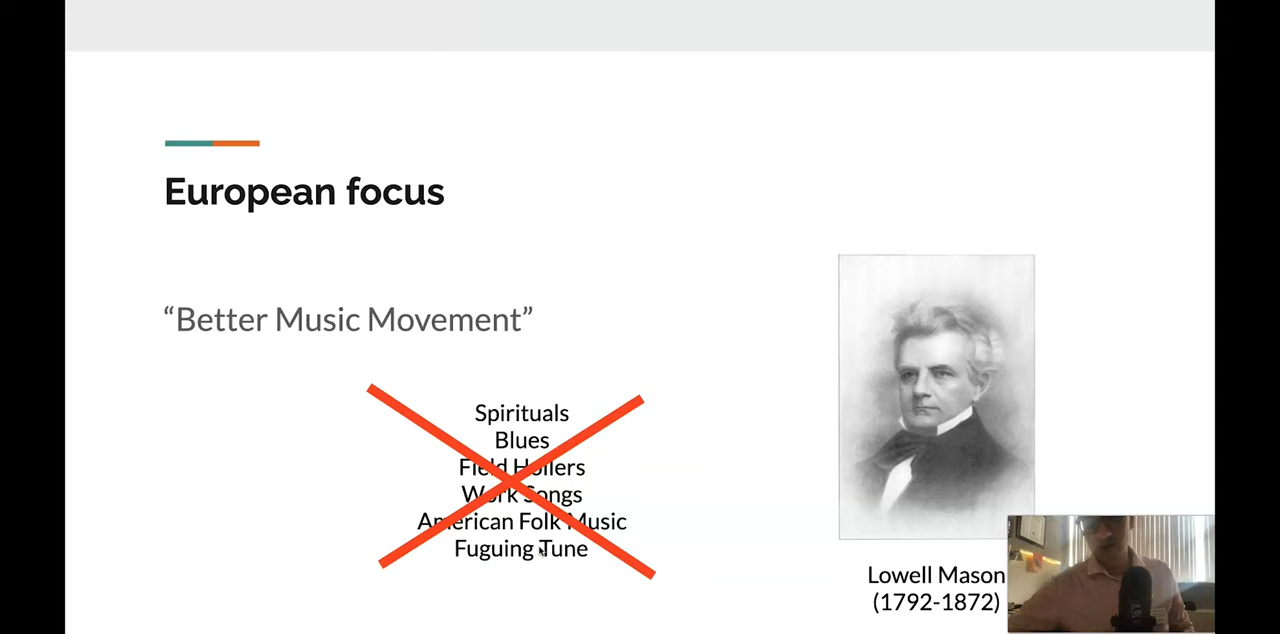 European focus
“Better Music Movement”
Spirituals
Blues
Field Hollers
Work Songs
American Folk Music
Fuguing Tune
Lowell Mason
(1792-1872)